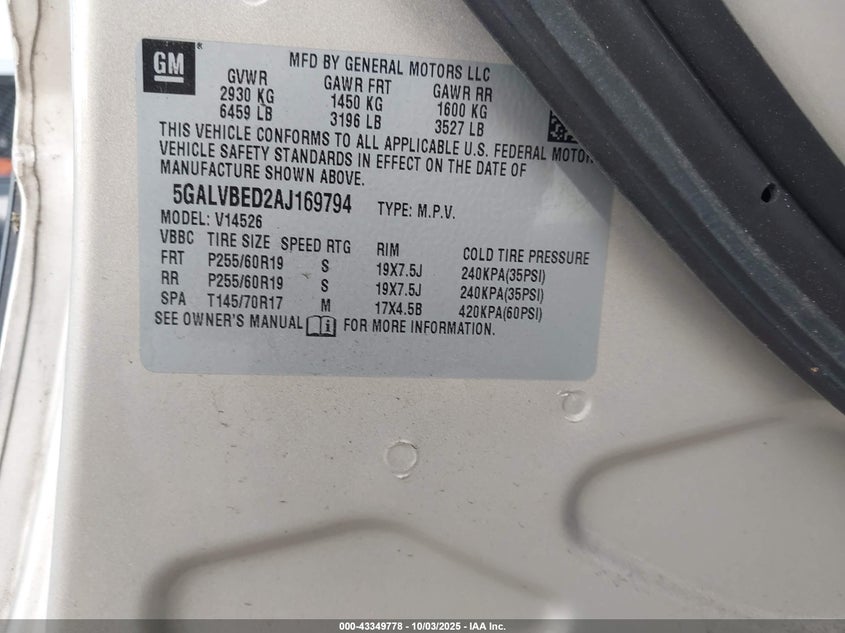 GM
MFD BY GENERAL MOTORS LLC
GVWR GAWR FRT GAWR RR
2930 KG 1450 KG 1600 KG
6459 LB 3196 LB 3527 LB
THIS VEHICLE CONFORMS TO ALL APPLICABLE U.S. FEDERAL MOTOR
VEHICLE SAFETY STANDARDS IN EFFECT ON THE DATE OF
MANUFACTURE SHOWN ABOVE.
5GALVBED2AJ169794 TYPE: M.P.V.
MODEL: V14526
VBBC TIRE SIZE SPEED RTG RIM COLD TIRE PRESSURE
FRT P255/60R19 S 19X7.5J 240KPA(35PSI)
RR P255/60R19 S 19X7.5J 240KPA(35PSI)
SPA T145/70R17 M 17X4.5B 420KPA(60PSI)
SEE OWNER'S MANUAL FOR MORE INFORMATION.
000-43349778 - 10/03/2025 - IAA Inc.